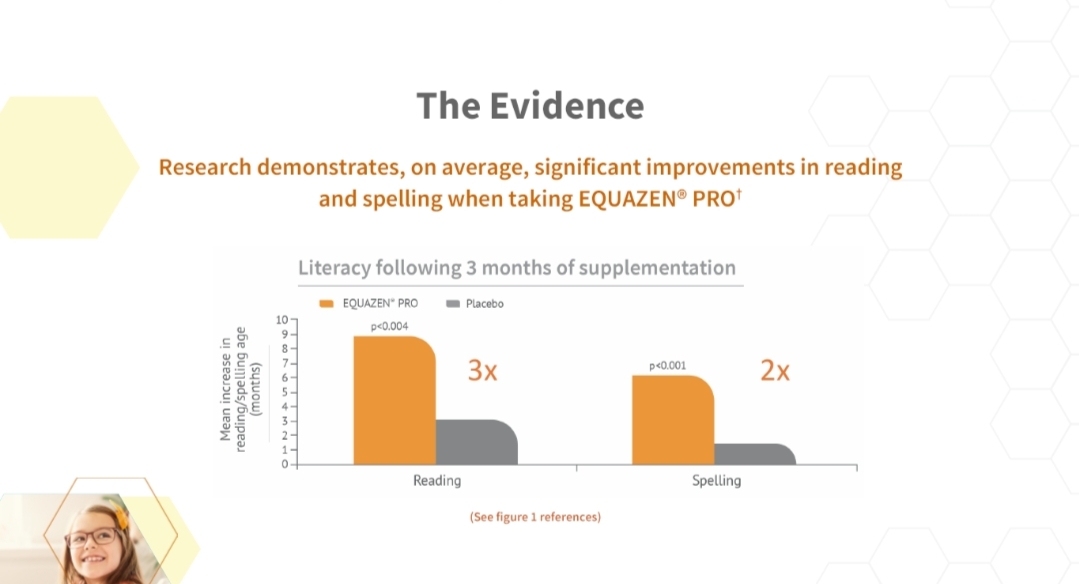 The Evidence
Research demonstrates, on average, significant improvements in reading
and spelling when taking EQUAZEN® PRO†
Literacy following 3 months of supplementation
EQUAZEN® PRO
Placebo
Mean increase in
reading/spelling age
(months)
10
9
8
7
6
5
4
3
2
1
0
p<0.004
3x
p<0.001
2x
Reading
Spelling
(See figure 1 references)